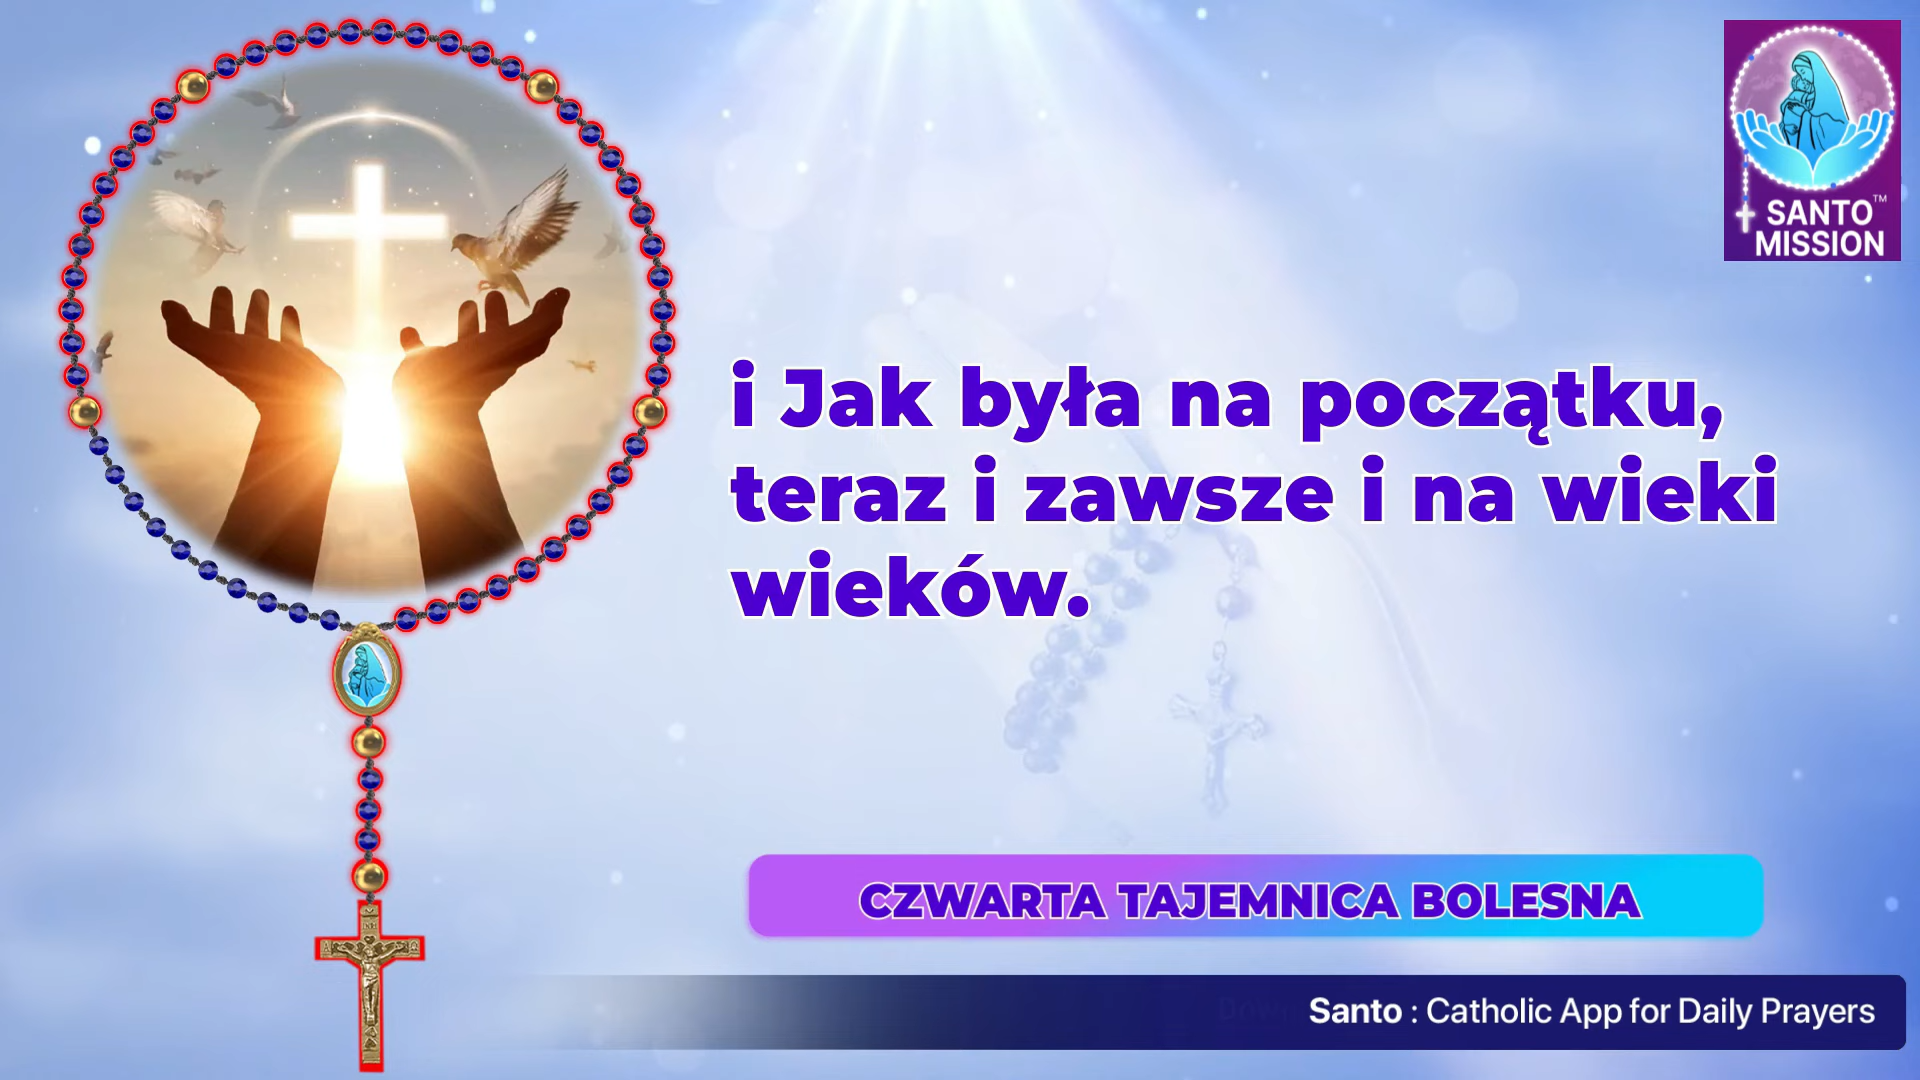 SANTO™
MISSION
i Jak była na początku,
teraz i zawsze i na wieki
wieków.
CZWARTA TAJEMNICA BOLESNA
Santo : Catholic App for Daily Prayers